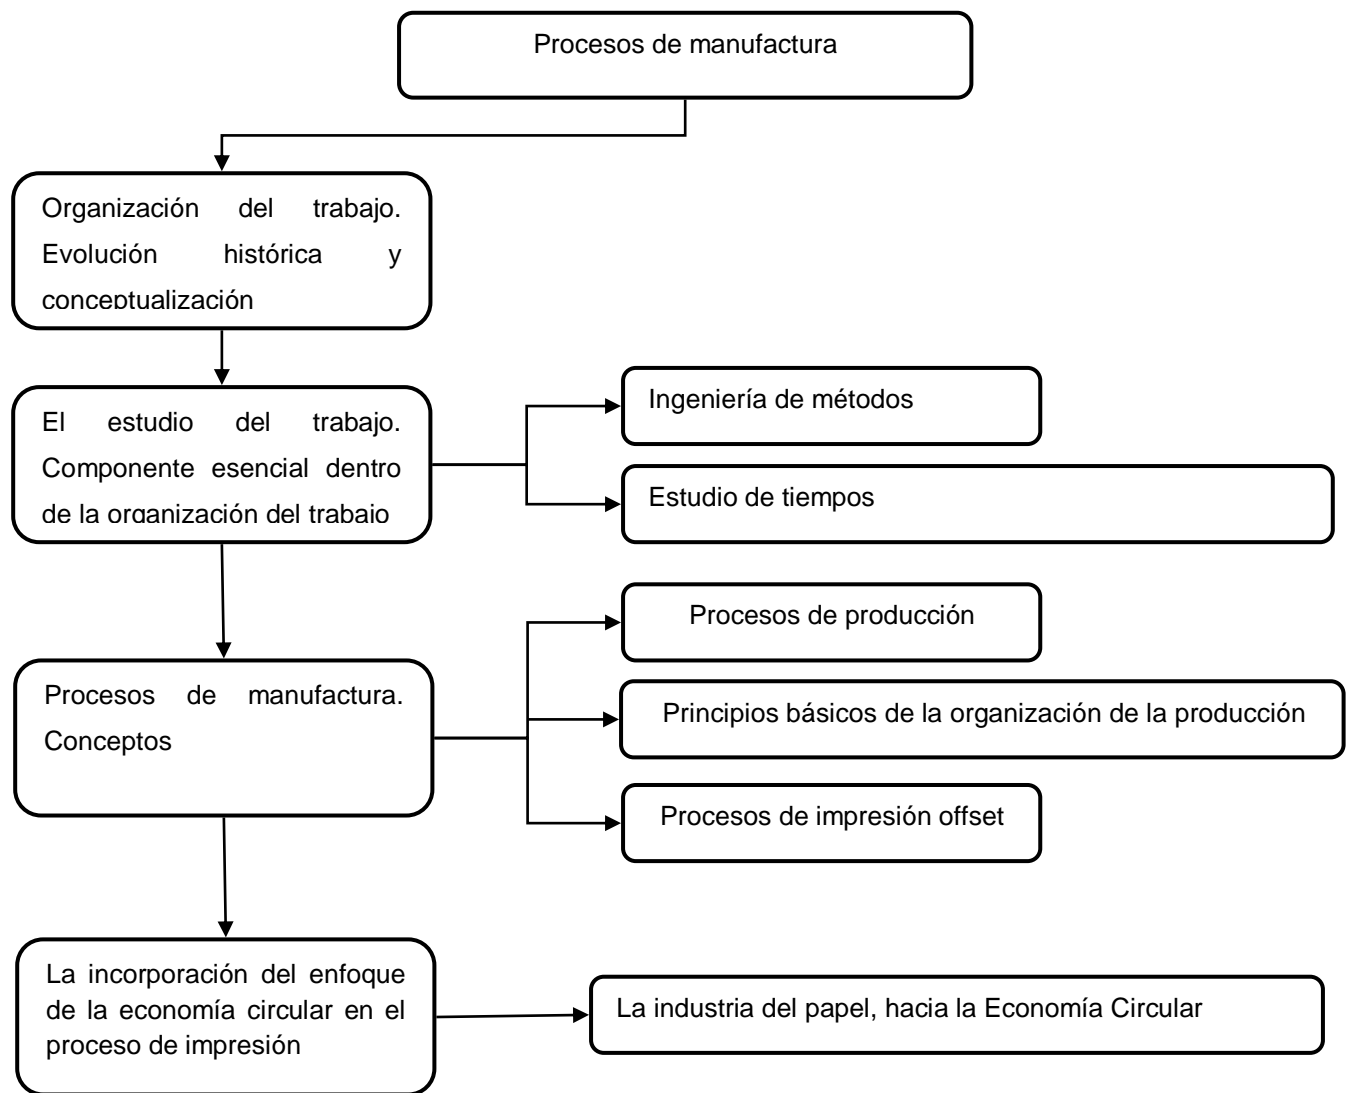 Procesos de manufactura
Organización del trabajo.
Evolución histórica y
conceptualización
El estudio del trabajo.
Componente esencial dentro
de la organización del trabajo
Ingeniería de métodos
Estudio de tiempos
Procesos de manufactura.
Conceptos
Procesos de producción
Principios básicos de la organización de la producción
Procesos de impresión offset
La incorporación del enfoque
de la economía circular en el
proceso de impresión
La industria del papel, hacia la Economía Circular